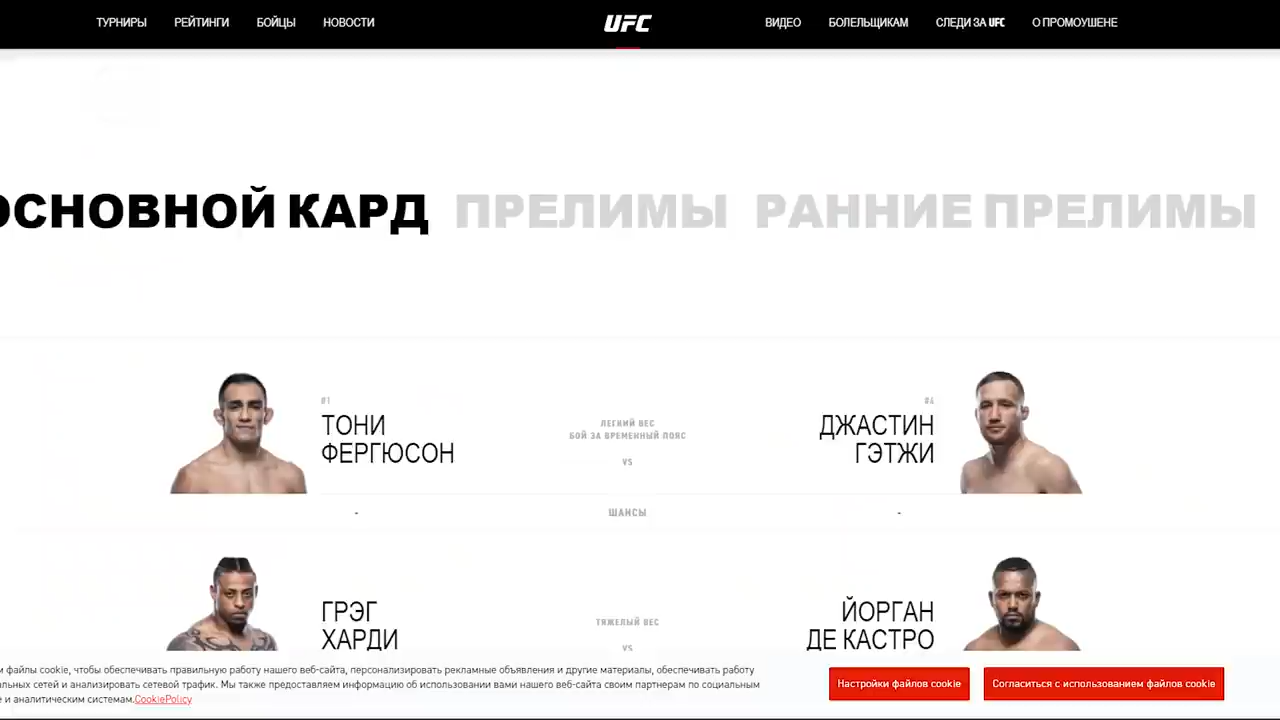 ТУРНИРЫ РЕЙТИНГИ БОЙЦЫ НОВОСТИ UFC ВИДЕО БОЛЕЛЬЩИКАМ СЛЕДИ ЗА UFC О ПРОМОУШЕНЕ
ОСНОВНОЙ КАРД ПРЕЛИМЫ РАННИЕ ПРЕЛИМЫ
#1
ТОНИ
ФЕРГЮСОН
ЛЕГКИЙ ВЕС
БОЙ ЗА ВРЕМЕННЫЙ ПОЯС
VS
#4
ДЖАСТИН
ГЭТЖИ
- ШАНСЫ -
ГРЭГ
ХАРДИ
ТЯЖЕЛЫЙ ВЕС
VS
ЙОРГАН
ДЕ КАСТРО
м файлы cookie, чтобы обеспечивать правильную работу нашего веб-сайта, персонализировать рекламные объявления и другие материалы, обеспечивать работу
альных сетей и анализировать сетевой трафик. Мы также предоставляем информацию об использовании вами нашего веб-сайта своим партнерам по социальным
е и аналитическим системам.CookiePolicy
Настройки файлов cookie
Согласиться с использованием файлов cookie